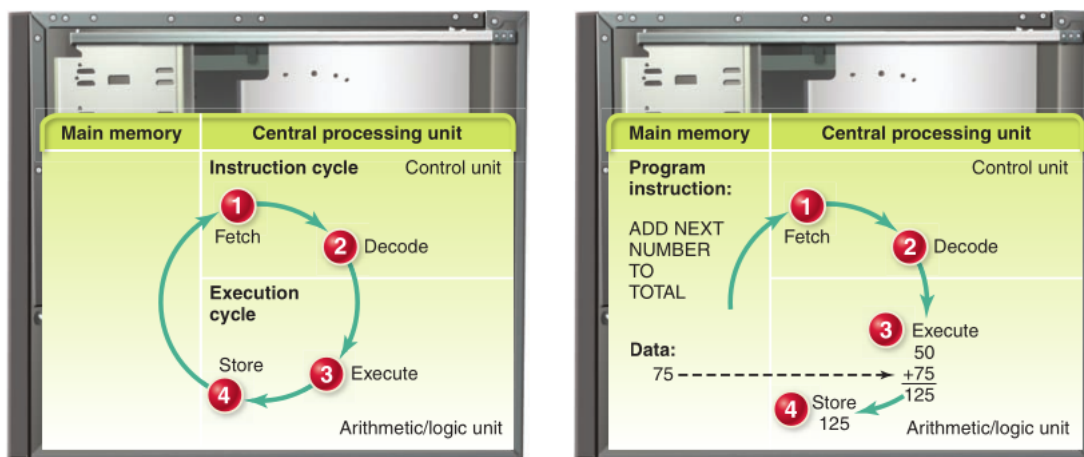 Main memory
Central processing unit
Instruction cycle
Control unit
1
Fetch
2
Decode
Execution
cycle
Store
4
3
Execute
Arithmetic/logic unit
Main memory
Central processing unit
Program
instruction:
Control unit
ADD NEXT
NUMBER
TO
TOTAL
1
Fetch
2
Decode
3
Execute
50
Data:
75
+75
125
4
Store
125
Arithmetic/logic unit